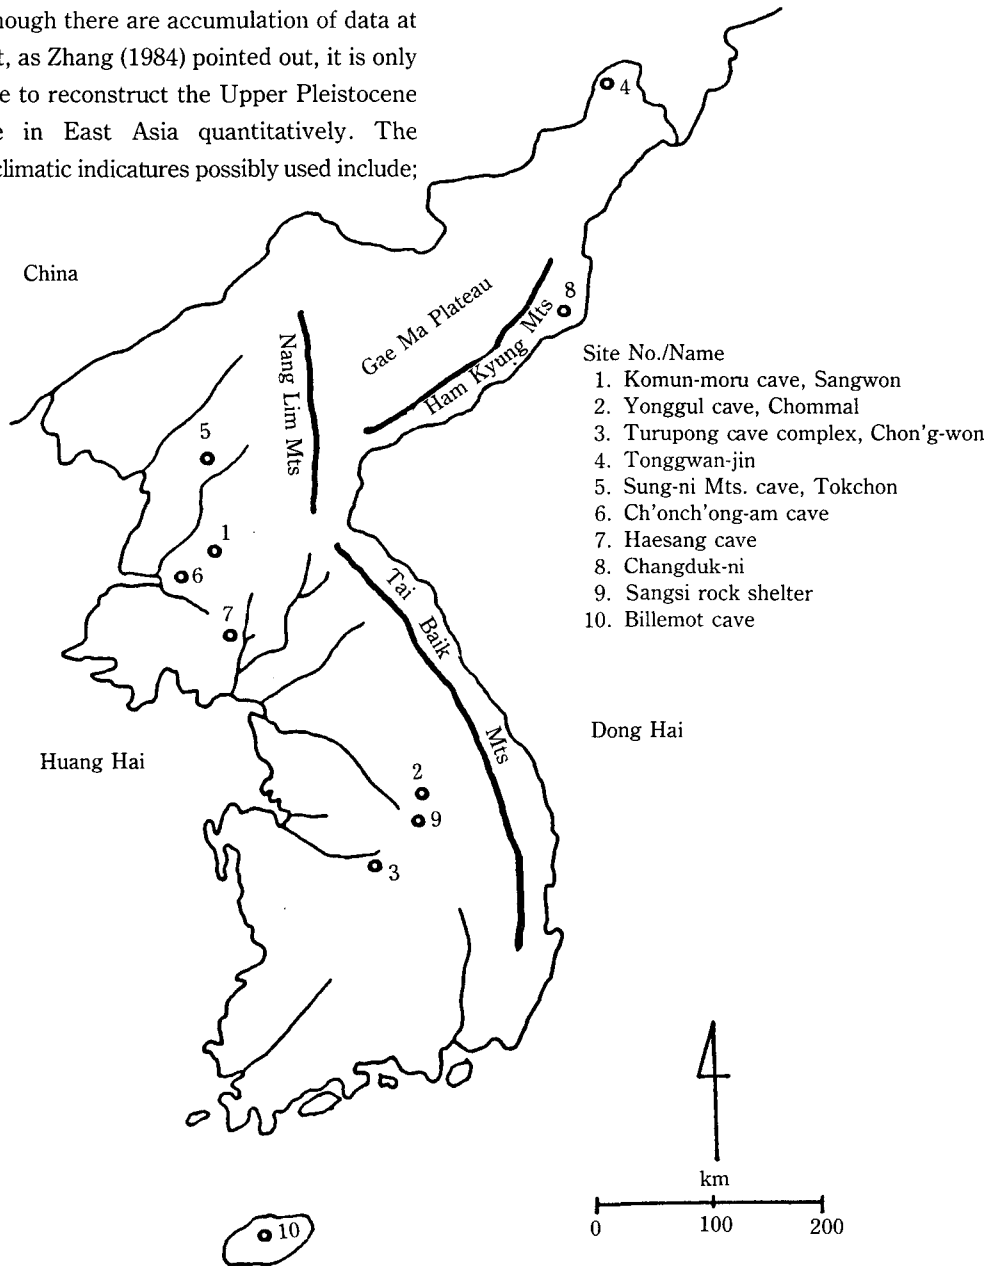 nough there are accumulation of data at
t, as Zhang (1984) pointed out, it is only
e to reconstruct the Upper Pleistocene
e in East Asia quantitatively. The
climatic indicatures possibly used include;
4
China
8
Gae Ma Plateau
Ham Kyung Mts
Nang Lim Mts
Site No./Name
1. Komun-moru cave, Sangwon
2. Yonggul cave, Chommal
3. Turupong cave complex, Chon'g-won
4. Tonggwan-jin
5. Sung-ni Mts. cave, Tokchon
6. Ch'onch'ong-am cave
7. Haesang cave
8. Changduk-ni
9. Sangsi rock shelter
10. Billemot cave
5
1
6
7
Tai Baik Mts
Dong Hai
Huang Hai
2
9
3
km
0 100 200
10